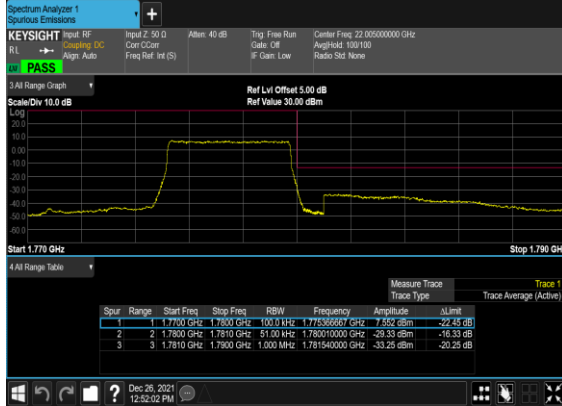 Spectrum Analyzer 1
Spurious Emissions
KEYSIGHT Input: RF Input Z: 50 Ω Atten: 40 dB Trig: Free Run Center Freq: 22.005000000 GHz
RL Coupling: DC Corr CCorr Gate: Off Avg|Hold: 100/100
Align: Auto Freq Ref: Int (S) IF Gain: Low Radio Std: None
PASS
3 All Range Graph
Ref Lvl Offset 5.00 dB
Scale/Div 10.0 dB Ref Value 30.00 dBm
Log
20.0
10.0
0.00
-10.0
-20.0
-30.0
-40.0
-50.0
-60.0
Start 1.770 GHz Stop 1.790 GH
4 All Range Table
Measure Trace Trace 1
Trace Type Trace Average (Active)
Spur Range Start Freq Stop Freq RBW Frequency Amplitude ΔLimit
1 1 1.7700 GHz 1.7800 GHz 100.0 kHz 1.775366667 GHz 7.552 dBm -22.45 dB
2 2 1.7800 GHz 1.7810 GHz 51.00 kHz 1.780010000 GHz -29.33 dBm -16.33 dB
3 3 1.7810 GHz 1.7900 GHz 1.000 MHz 1.781540000 GHz -33.25 dBm -20.25 dB
? Dec 26, 2021
12:52:02 PM